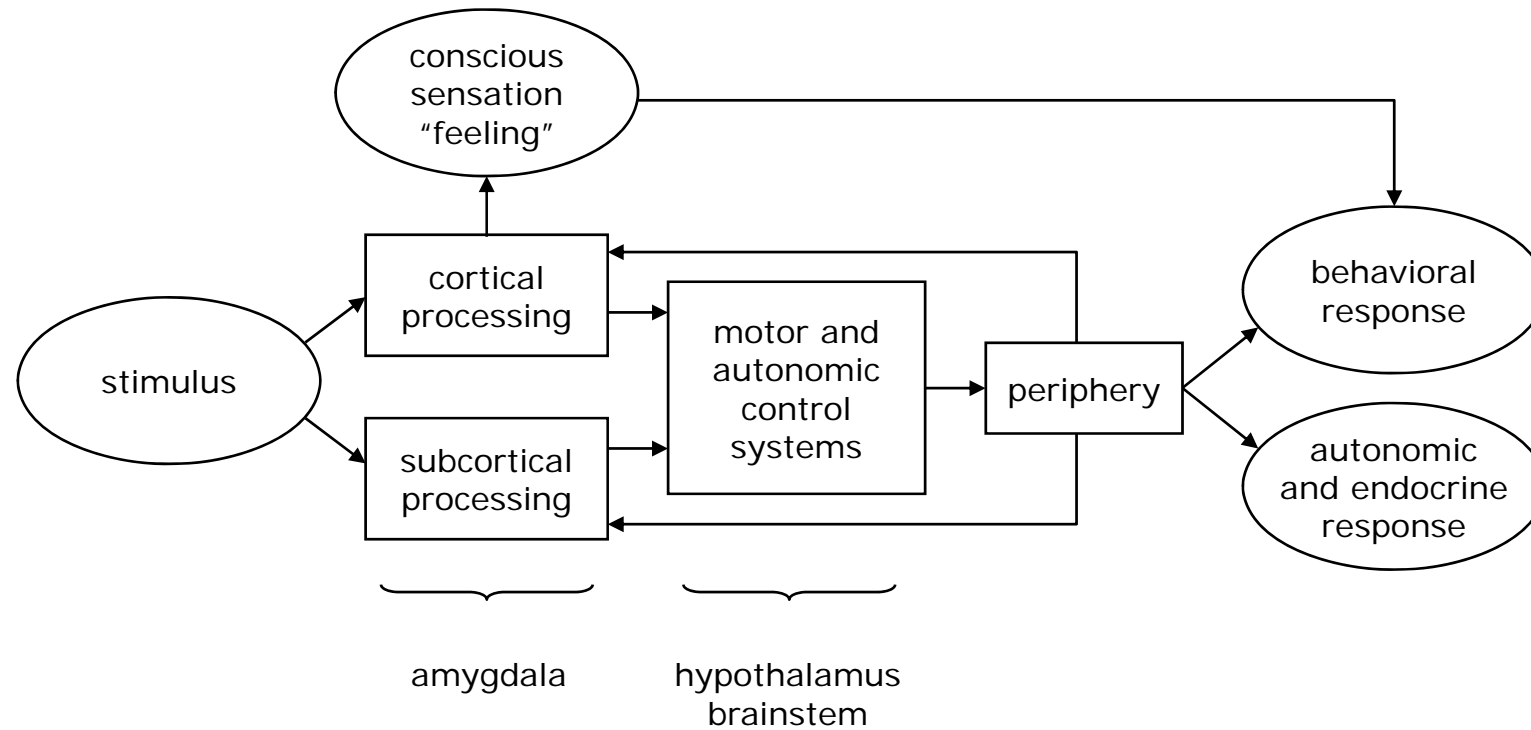 conscious
sensation
“feeling”
cortical
processing
stimulus
subcortical
processing
motor and
autonomic
control
systems
periphery
behavioral
response
autonomic
and endocrine
response
amygdala
hypothalamus
brainstem